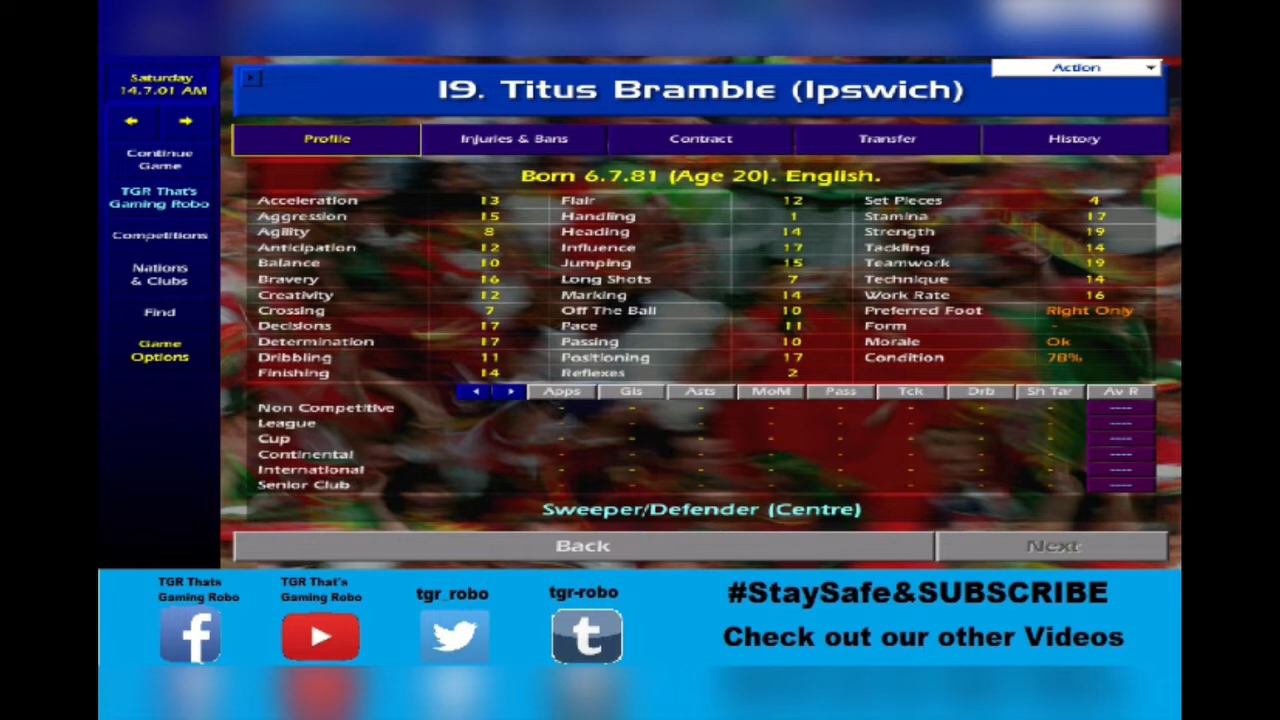 Saturday
14.7.01 AM
Continue
Game
TGR That's
Gaming Robo
Competitions
Nations
& Clubs
Find
Game
Options
Action
19. Titus Bramble (Ipswich)
Profile Injuries & Bans Contract Transfer History
Born 6.7.81 (Age 20). English.
Acceleration 13 Flair 12 Set Pieces 4
Aggression 15 Handling 1 Stamina 17
Agility 8 Heading 14 Strength 19
Anticipation 12 Influence 17 Tackling 14
Balance 10 Jumping 15 Teamwork 19
Bravery 16 Long Shots 7 Technique 14
Creativity 12 Marking 14 Work Rate 16
Crossing 7 Off The Ball 10 Preferred Foot Right Only
Decisions 17 Pace 11 Form -
Determination 17 Passing 10 Morale Ok
Dribbling 11 Positioning 17 Condition 78%
Finishing 14 Reflexes 2
Apps Gls Asts MoM Pass Tck Drb Sh Tar Av R
Non Competitive - - - - - - - - ----
League - - - - - - - - ----
Cup - - - - - - - - ----
Continental - - - - - - - - ----
International - - - - - - - - ----
Senior Club - - - - - - - - ----
Sweeper/Defender (Centre)
Back Next
TGR Thats
Gaming Robo
TGR That's
Gaming Robo
tgr_robo
tgr-robo
#StaySafe&SUBSCRIBE
Check out our other Videos